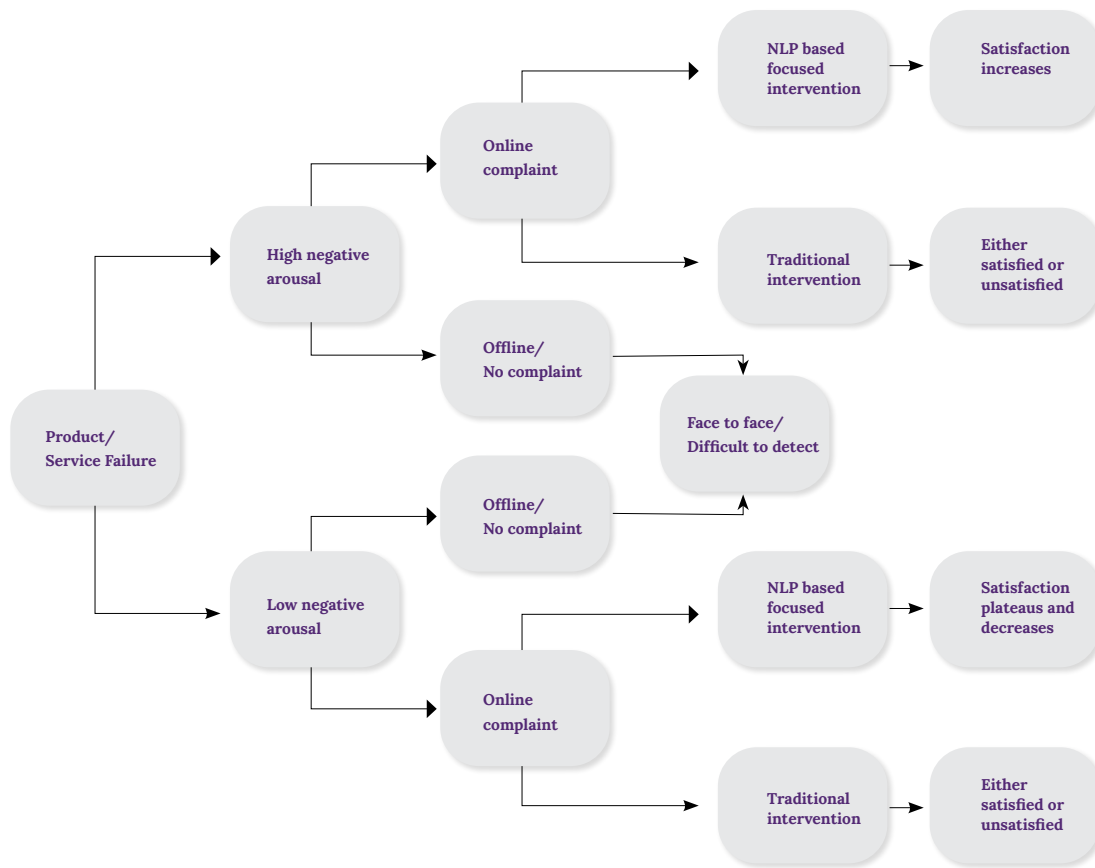 NLP based
focused
intervention
Satisfaction
increases
Online
complaint
High negative
arousal
Traditional
intervention
Either
satisfied or
unsatisfied
Offline/
No complaint
Product/
Service Failure
Face to face/
Difficult to detect
Offline/
No complaint
Low negative
arousal
NLP based
focused
intervention
Satisfaction
plateaus and
decreases
Online
complaint
Traditional
intervention
Either
satisfied or
unsatisfied